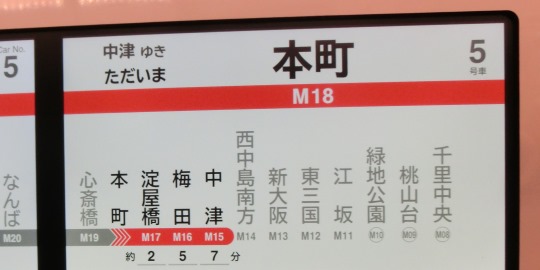 Car No.
5
中津 ゆき
ただいま
本町
5
号車
M18
なんば
心斎橋
本町
淀屋橋
梅田
中津
西中島南方
新大阪
東三国
江坂
緑地公園
桃山台
千里中央
M20
M19
M17
M16
M15
M14
M13
M12
M11
M10
M09
M08
約 2 5 7 分